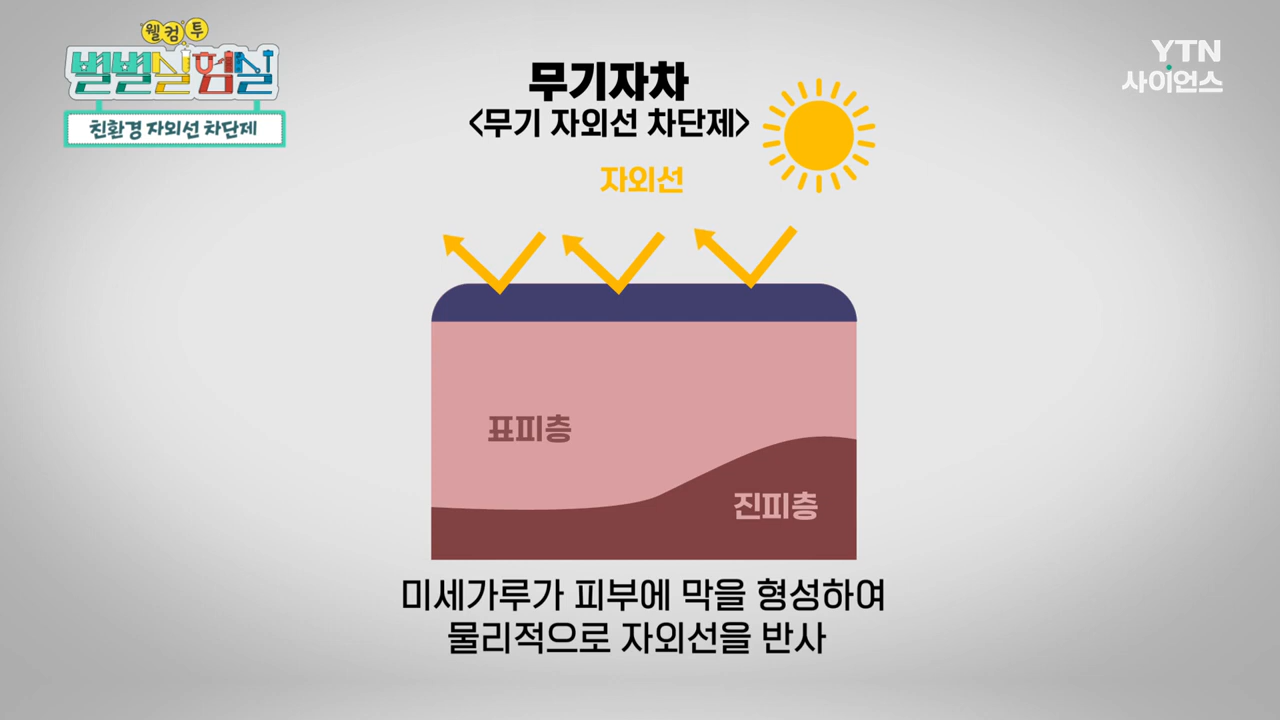 웰컴투
별별실험실
친환경 자외선 차단제
YTN
사이언스
무기자차
<무기 자외선 차단제>
자외선
표피층
진피층
미세가루가 피부에 막을 형성하여
물리적으로 자외선을 반사